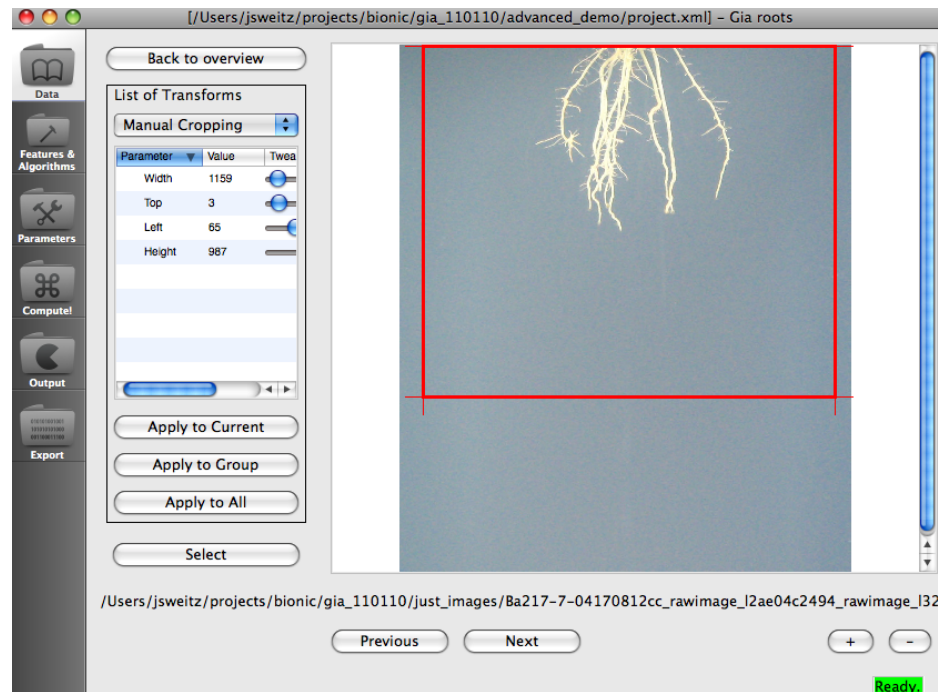 [/Users/jsweitz/projects/bionic/gia_110110/advanced_demo/project.xml] – Gia roots
Data
Features &
Algorithms
Parameters
Compute!
Output
Export
Back to overview
List of Transforms
Manual Cropping
Parameter Value Twea
Width 1159
Top 3
Left 65
Height 987
Apply to Current
Apply to Group
Apply to All
Select
/Users/jsweitz/projects/bionic/gia_110110/just_images/Ba217-7-04170812cc_rawimage_l2ae04c2494_rawimage_l32
Previous Next + -
Ready.